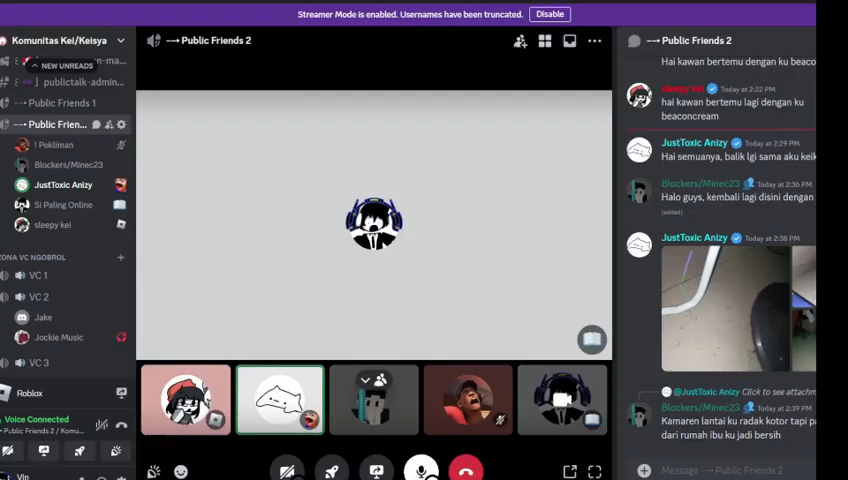 Streamer Mode is enabled. Usernames have been truncated. Disable
Komunitas Kei/Keisya
NEW UNREADS
publictalk-admin...
Public Friends 1
Public Frien...
! Pokliman
Blockers/Minec23
JustToxic Anizy
Si Paling Online
sleepy kei
ZONA VC NGOBROL
VC 1
VC 2
Jake
Jockie Music
VC 3
Roblox
Voice Connected
Public Friends 2 / Komu...
Vin
Public Friends 2
Public Friends 2
Hai kawan bertemu dengan ku beaco
sleepy kei Today at 2:22 PM
hai kawan bertemu lagi dengan ku
beaconcream
JustToxic Anizy Today at 2:29 PM
Hai semuanya, balik lgi sama aku keik
Blockers/Minec23 Today at 2:36 PM
Halo guys, kembali lagi disini dengan
(edited)
JustToxic Anizy Today at 2:38 PM
@JustToxic Anizy Click to see attachm
Blockers/Minec23 Today at 2:39 PM
Kamaren lantai ku radak kotor tapi pa
dari rumah ibu ku jadi bersih
Message Public Friends 2